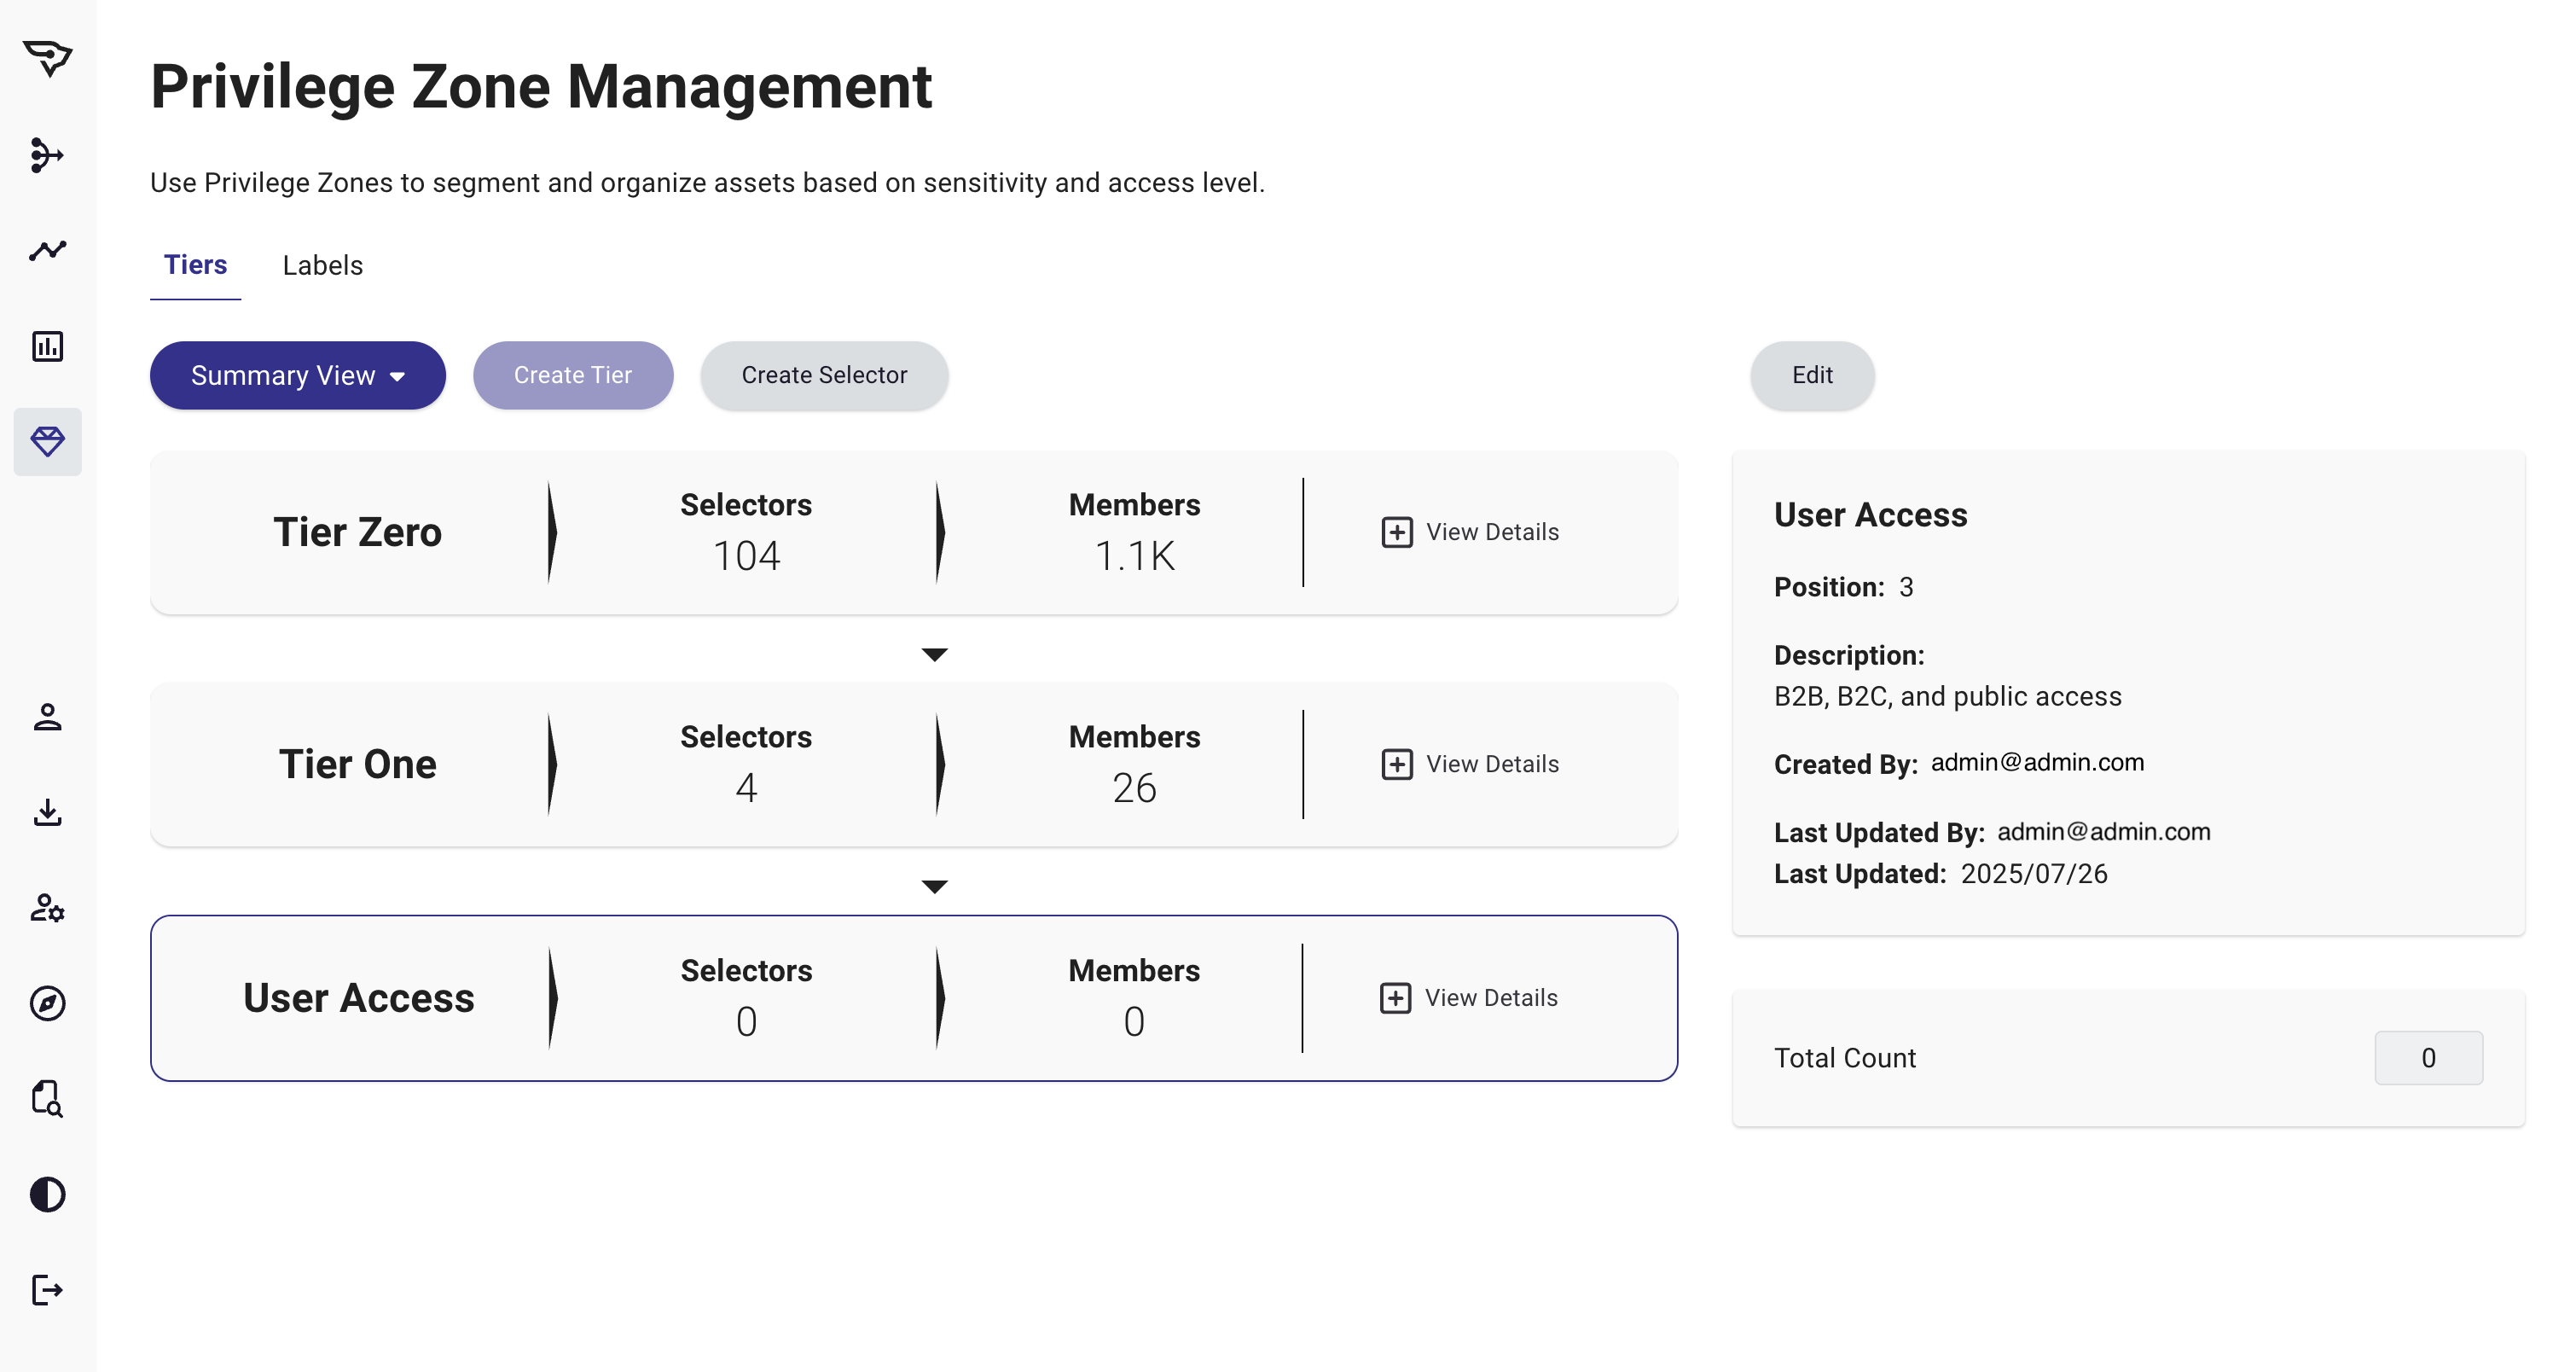 Privilege Zone Management
Use Privilege Zones to segment and organize assets based on sensitivity and access level.
Tiers
Labels
Summary View
Create Tier
Create Selector
Edit
Tier Zero
Selectors
104
Members
1.1K
View Details
Tier One
Selectors
4
Members
26
View Details
User Access
Selectors
0
Members
0
View Details
User Access
Position: 3
Description:
B2B, B2C, and public access
Created By: admin@admin.com
Last Updated By: admin@admin.com
Last Updated: 2025/07/26
Total Count
0